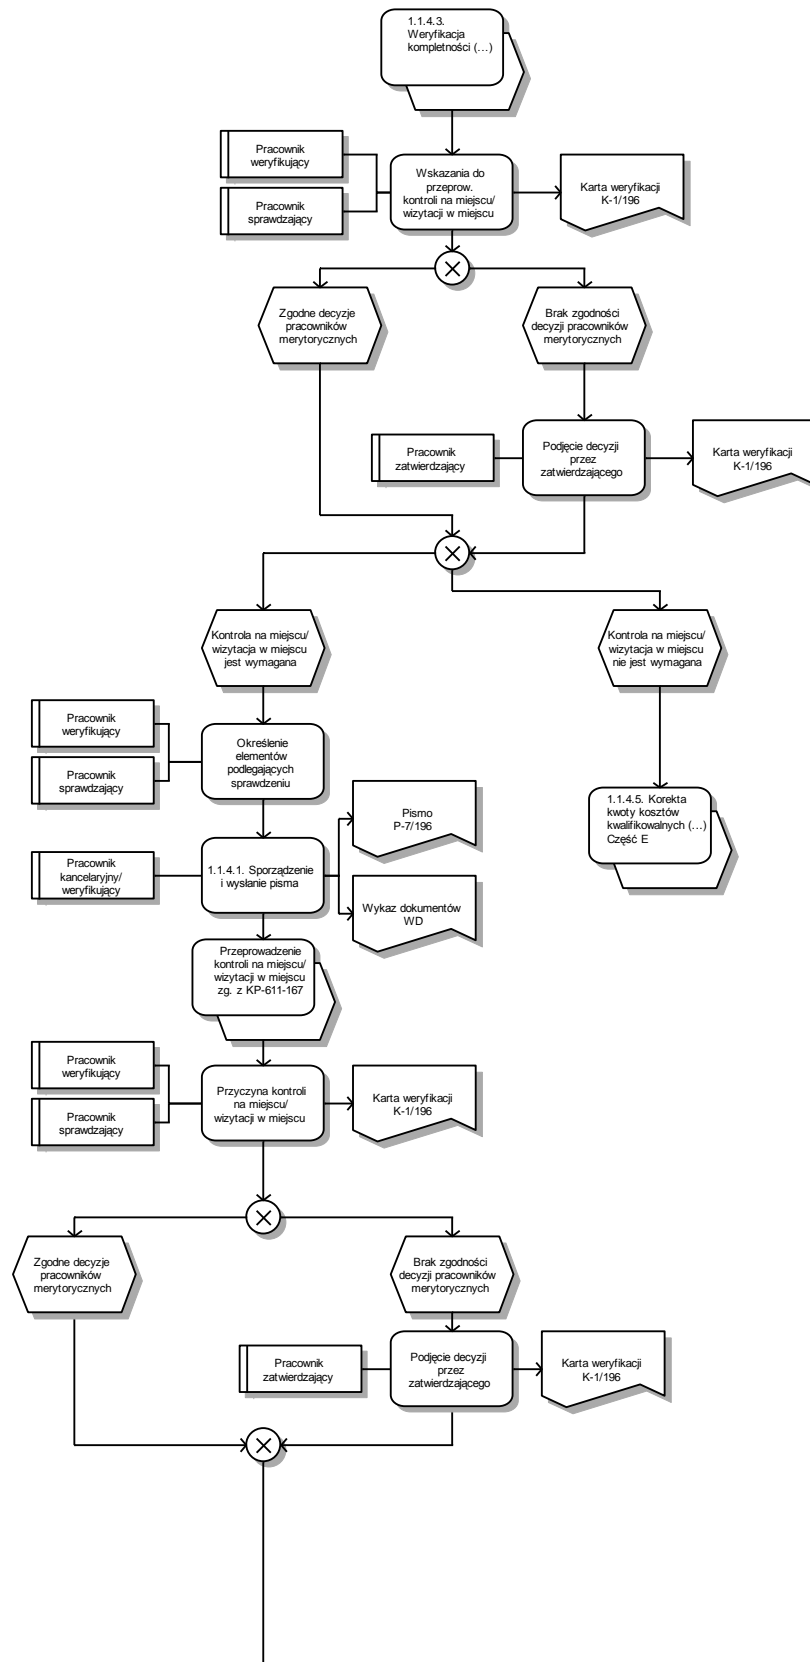 1.1.4.3.
Weryfikacja
kompletności (...)
Pracownik
weryfikujący
Pracownik
sprawdzający
Wskazania do
przeprow.
kontroli na miejscu/
wizytacji w miejscu
Karta weryfikacji
K-1/196
Zgodne decyzje
pracowników
merytorycznych
Brak zgodności
decyzji pracowników
merytorycznych
Pracownik
zatwierdzający
Podjęcie decyzji
przez
zatwierdzającego
Karta weryfikacji
K-1/196
Kontrola na miejscu/
wizytacja w miejscu
jest wymagana
Kontrola na miejscu/
wizytacja w miejscu
nie jest wymagana
Pracownik
weryfikujący
Pracownik
sprawdzający
Określenie
elementów
podlegających
sprawdzeniu
1.1.4.5. Korekta
kwoty kosztów
kwalifikowalnych (...)
Część E
Pismo
P-7/196
Pracownik
kancelaryjny/
weryfikujący
1.1.4.1. Sporządzenie
i wysłanie pisma
Wykaz dokumentów
WD
Przeprowadzenie
kontroli na miejscu/
wizytacji w miejscu
zg. z KP-611-167
Pracownik
weryfikujący
Pracownik
sprawdzający
Przyczyna kontroli
na miejscu/
wizytacji w miejscu
Karta weryfikacji
K-1/196
Zgodne decyzje
pracowników
merytorycznych
Brak zgodności
decyzji pracowników
merytorycznych
Pracownik
zatwierdzający
Podjęcie decyzji
przez
zatwierdzającego
Karta weryfikacji
K-1/196